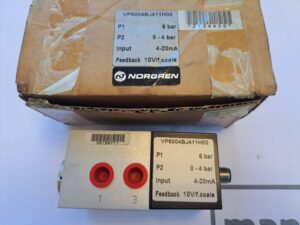 VP5004BJ411H00
P1 6 bar
P2 0 - 4 bar
Input 4-20mA
Feedback 10V/f.scale
NORGREN
VP5004BJ411H00
P1 6 bar
P2 0 - 4 bar
Input 4-20mA
Feedback 10V/f.scale
1 3